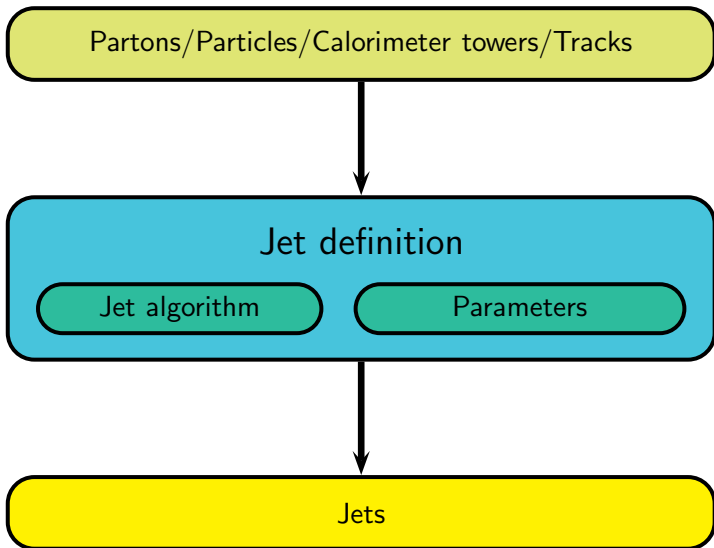 Partons/Particles/Calorimeter towers/Tracks
Jet definition
Jet algorithm
Parameters
Jets